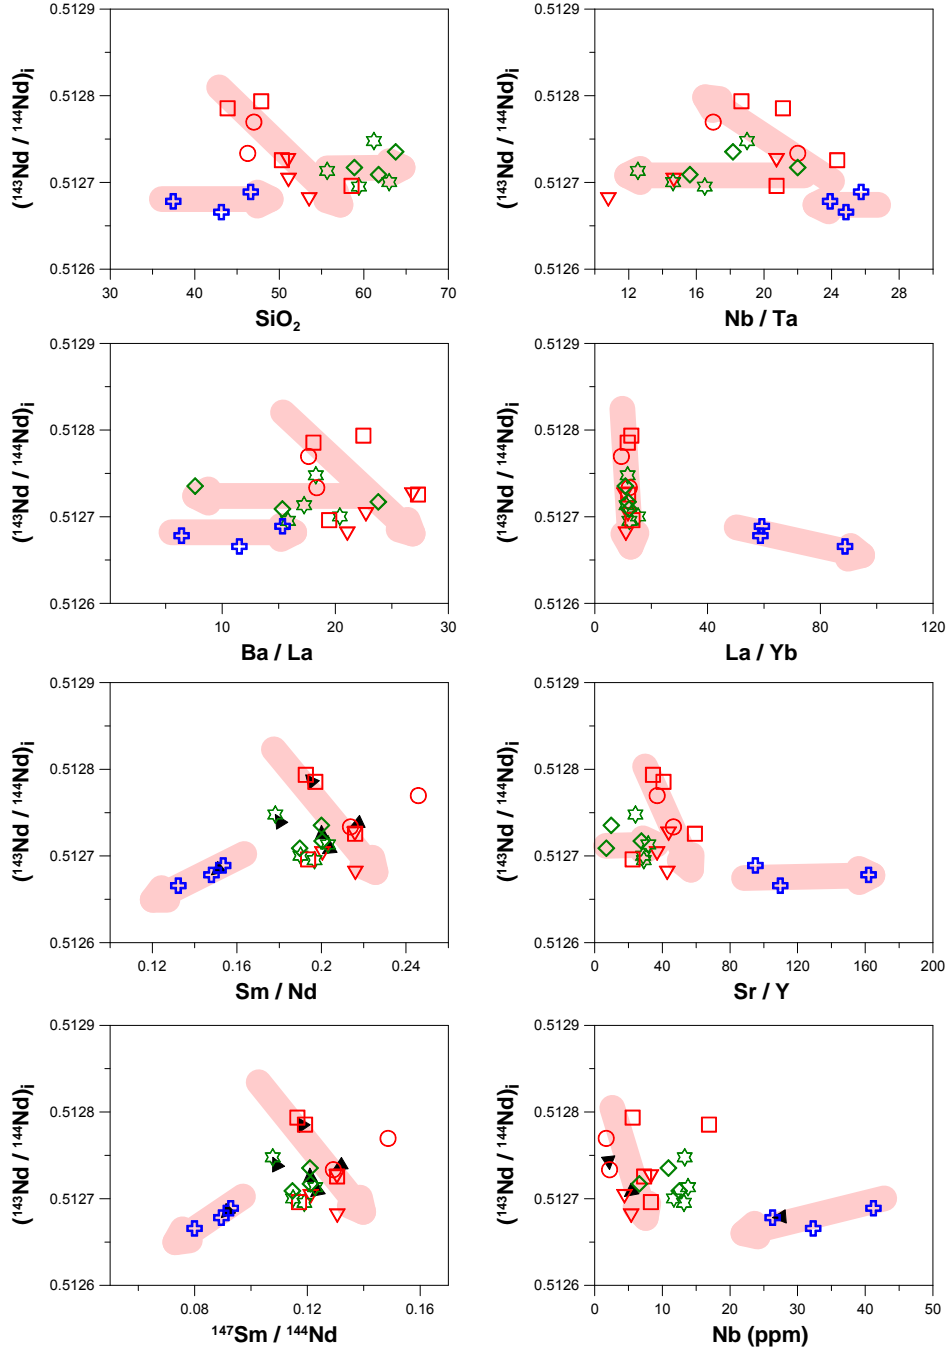 0.5129
0.5128
0.5127
0.5126
(¹⁴³Nd / ¹⁴⁴Nd)ᵢ
30 40 50 60 70
SiO₂
0.5129
0.5128
0.5127
0.5126
(¹⁴³Nd / ¹⁴⁴Nd)ᵢ
12 16 20 24 28
Nb / Ta
0.5129
0.5128
0.5127
0.5126
(¹⁴³Nd / ¹⁴⁴Nd)ᵢ
10 20 30
Ba / La
0.5129
0.5128
0.5127
0.5126
(¹⁴³Nd / ¹⁴⁴Nd)ᵢ
0 40 80 120
La / Yb
0.5129
0.5128
0.5127
0.5126
(¹⁴³Nd / ¹⁴⁴Nd)ᵢ
0.12 0.16 0.2 0.24
Sm / Nd
0.5129
0.5128
0.5127
0.5126
(¹⁴³Nd / ¹⁴⁴Nd)ᵢ
0 40 80 120 160 200
Sr / Y
0.5129
0.5128
0.5127
0.5126
(¹⁴³Nd / ¹⁴⁴Nd)ᵢ
0.08 0.12 0.16
¹⁴⁷Sm / ¹⁴⁴Nd
0.5129
0.5128
0.5127
0.5126
(¹⁴³Nd / ¹⁴⁴Nd)ᵢ
0 10 20 30 40 50
Nb (ppm)